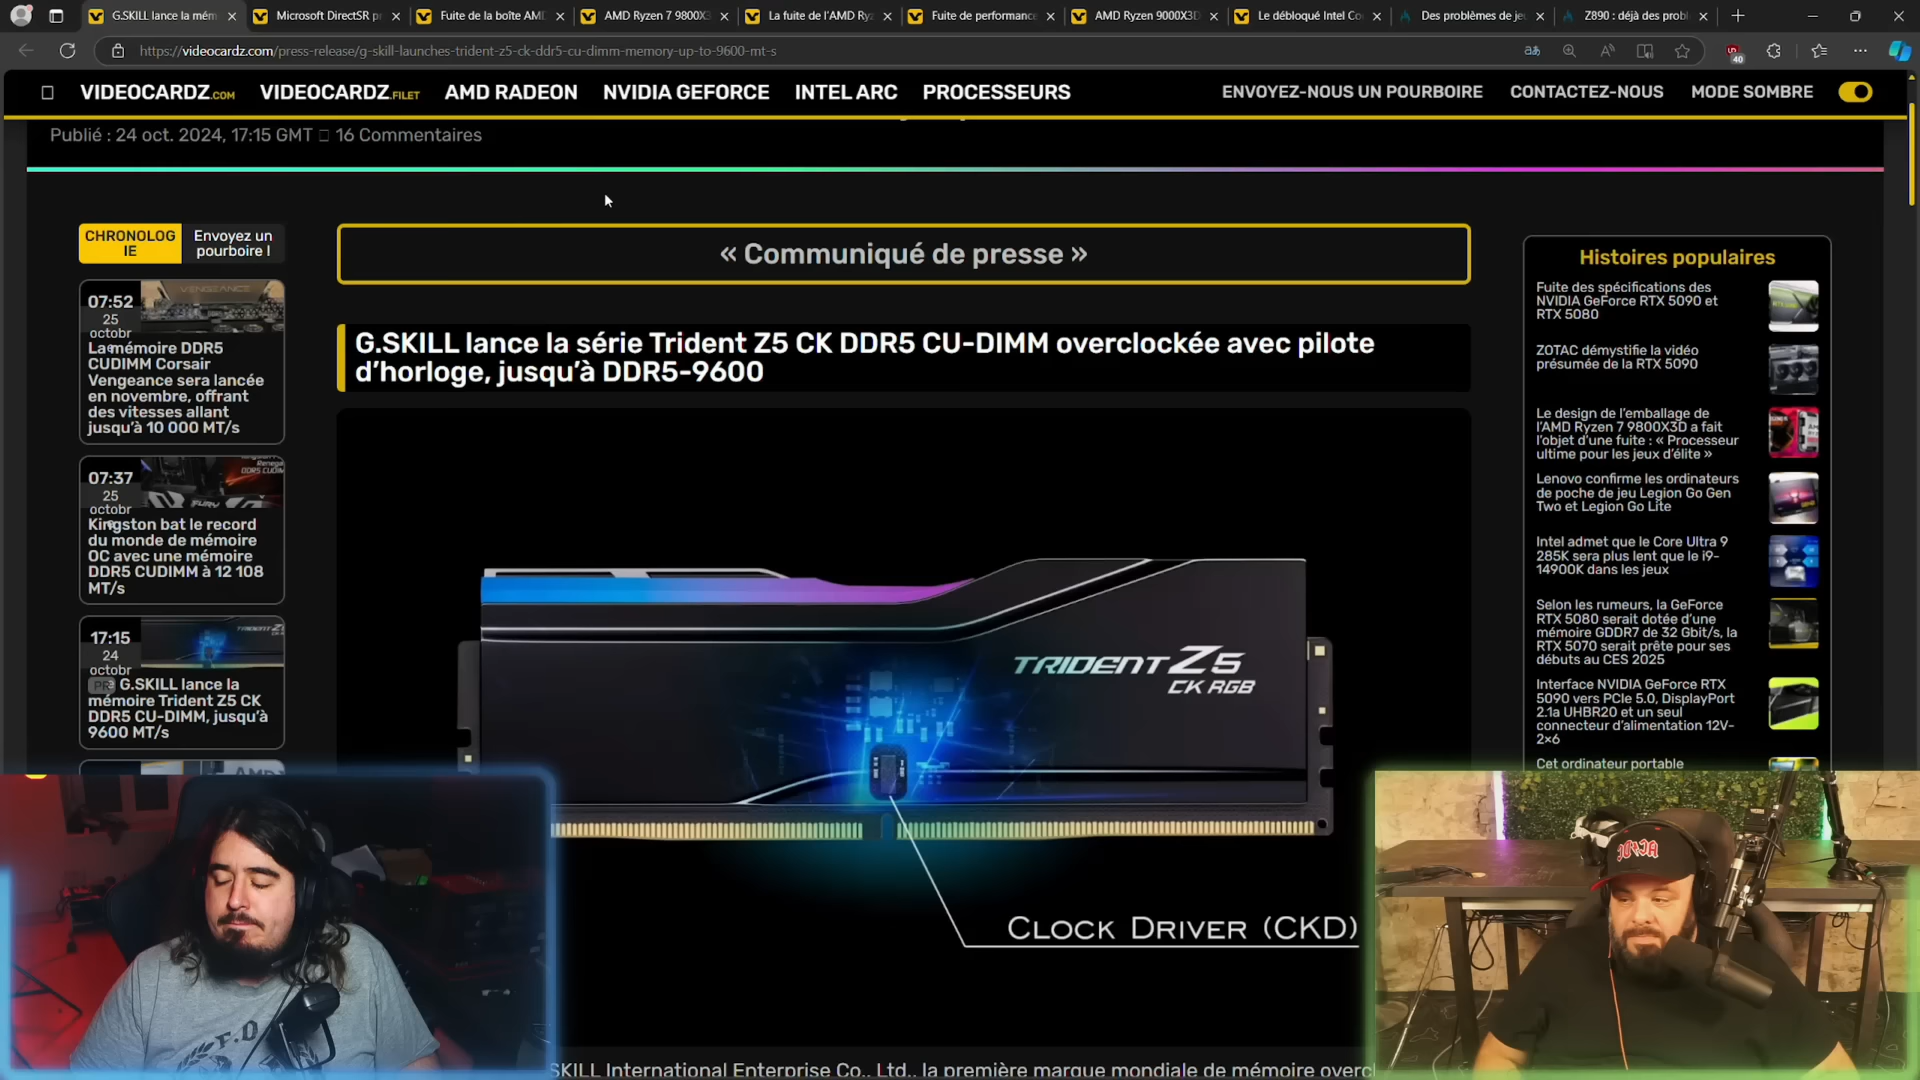 G.SKILL lance la mém
Microsoft DirectSR p
Fuite de la boîte AMD
AMD Ryzen 7 9800X3
La fuite de l'AMD Ry
Fuite de performance
AMD Ryzen 9000X3D
Le débloqué Intel Co
Des problèmes de je
Z890 : déjà des prob
https://videocardz.com/press-release/g-skill-launches-trident-z5-ck-ddr5-cu-dimm-memory-up-to-9600-mt-s
40
VIDEOCARDZ.COM
VIDEOCARDZ.FILET
AMD RADEON
NVIDIA GEFORCE
INTEL ARC
PROCESSEURS
ENVOYEZ-NOUS UN POURBOIRE
CONTACTEZ-NOUS
MODE SOMBRE
Publié : 24 oct. 2024, 17:15 GMT
16 Commentaires
CHRONOLOG
IE
Envoyez un
pourboire !
07:52
25
octobr
e
La mémoire DDR5
CUDIMM Corsair
Vengeance sera lancée
en novembre, offrant
des vitesses allant
jusqu'à 10 000 MT/s
07:37
25
octobr
e
Kingston bat le record
du monde de mémoire
OC avec une mémoire
DDR5 CUDIMM à 12 108
MT/s
17:15
24
octobr
e
PR
G.SKILL lance la
mémoire Trident Z5 CK
DDR5 CU-DIMM, jusqu'à
9600 MT/s
« Communiqué de presse »
G.SKILL lance la série Trident Z5 CK DDR5 CU-DIMM overclockée avec pilote
d'horloge, jusqu'à DDR5-9600
TRIDENT Z5
CK RGB
CLOCK DRIVER (CKD)
SKILL International Enterprise Co., Ltd., la première marque mondiale de mémoire overcl
Histoires populaires
Fuite des spécifications des
NVIDIA GeForce RTX 5090 et
RTX 5080
ZOTAC démystifie la vidéo
présumée de la RTX 5090
Le design de l'emballage de
l'AMD Ryzen 7 9800X3D a fait
l'objet d'une fuite : « Processeur
ultime pour les jeux d'élite »
Lenovo confirme les ordinateurs
de poche de jeu Legion Go Gen
Two et Legion Go Lite
Intel admet que le Core Ultra 9
285K sera plus lent que le i9-
14900K dans les jeux
Selon les rumeurs, la GeForce
RTX 5080 serait dotée d'une
mémoire GDDR7 de 32 Gbit/s, la
RTX 5070 serait prête pour ses
débuts au CES 2025
Interface NVIDIA GeForce RTX
5090 vers PCIe 5.0, DisplayPort
2.1a UHBR20 et un seul
connecteur d'alimentation 12V-
2×6
Cet ordinateur portable